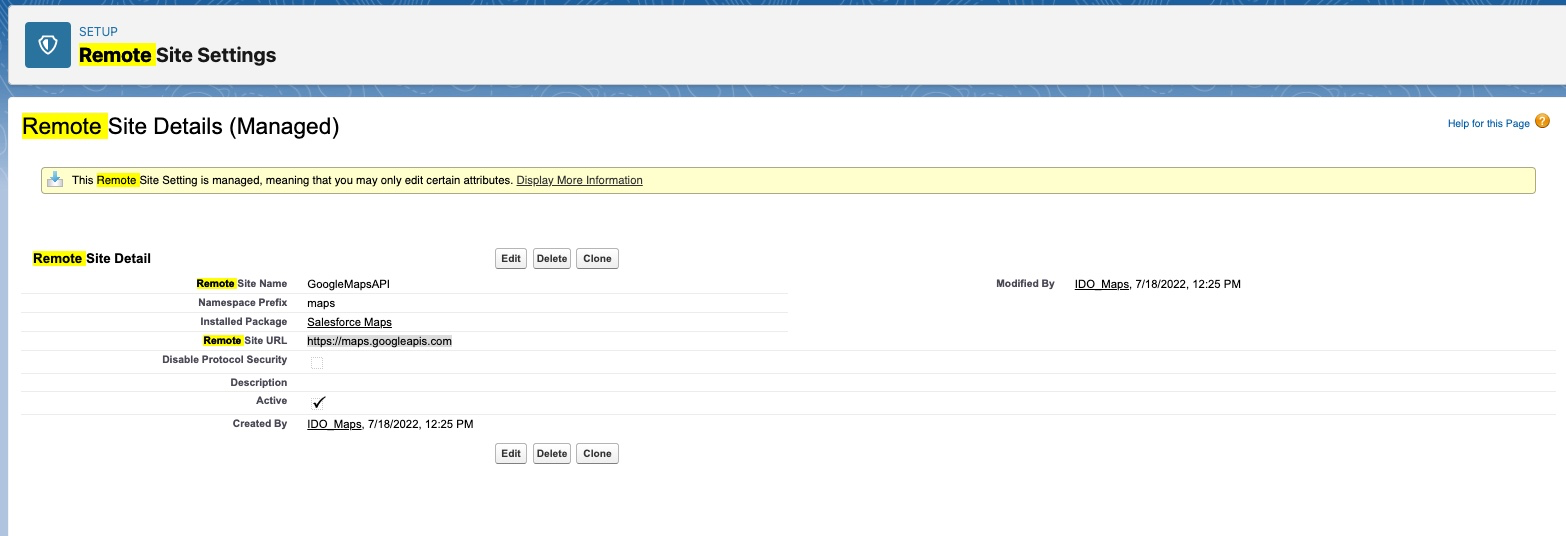 SETUP
Remote Site Settings
Remote Site Details (Managed)
Help for this Page ?
This Remote Site Setting is managed, meaning that you may only edit certain attributes. Display More Information
Remote Site Detail
Edit Delete Clone
Remote Site Name GoogleMapsAPI
Modified By IDO_Maps, 7/18/2022, 12:25 PM
Namespace Prefix maps
Installed Package Salesforce Maps
Remote Site URL https://maps.googleapis.com
Disable Protocol Security
Description
Active
Created By IDO_Maps, 7/18/2022, 12:25 PM
Edit Delete Clone